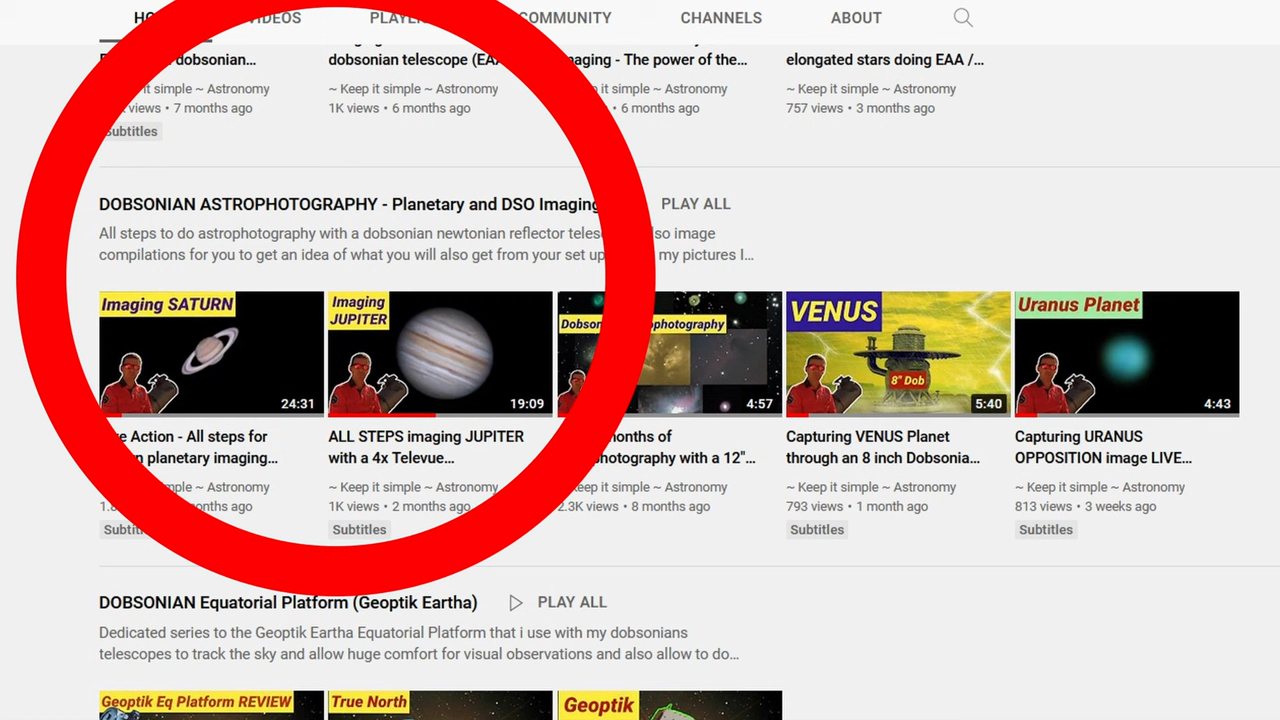 VIDEOS
COMMUNITY
CHANNELS
ABOUT
dobsonian...
dobsonian telescope
The power of the...
elongated stars doing EAA /...
it simple ~ Astronomy
~ Keep it simple ~ Astronomy
it simple ~ Astronomy
~ Keep it simple ~ Astronomy
views • 7 months ago
1K views • 6 months ago
• 6 months ago
757 views • 3 months ago
Subtitles
DOBSONIAN ASTROPHOTOGRAPHY - Planetary and DSO Imaging
PLAY ALL
All steps to do astrophotography with a dobsonian newtonian reflector image
compilations for you to get an idea of what you will also get from your set up my pictures I...
Imaging SATURN
24:31
Imaging
JUPITER
19:09
4:57
VENUS
8" Dob
5:40
Uranus Planet
4:43
Action - All steps for
planetary imaging...
ALL STEPS imaging JUPITER
with a 4x Televue...
months of
with a 12"...
Capturing VENUS Planet
through an 8 inch Dobsonia...
Capturing URANUS
OPPOSITION image LIVE...
~ Astronomy
~ Keep it simple ~ Astronomy
Keep it simple ~ Astronomy
~ Keep it simple ~ Astronomy
~ Keep it simple ~ Astronomy
ago
1K views • 2 months ago
2.3K views • 8 months ago
793 views • 1 month ago
813 views • 3 weeks ago
Subtitles
Subtitles
Subtitles
DOBSONIAN Equatorial Platform (Geoptik Eartha)
PLAY ALL
Dedicated series to the Geoptik Eartha Equatorial Platform that i use with my dobsonians
telescopes to track the sky and allow huge comfort for visual observations and also allow to do...
Geoptik Eq Platform REVIEW
True North
Geoptik